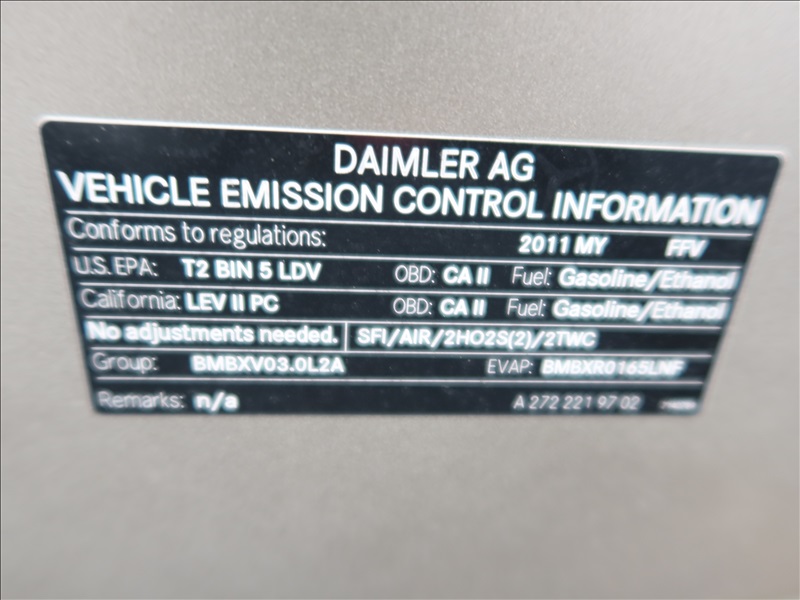 DAIMLER AG
VEHICLE EMISSION CONTROL INFORMATION
Conforms to regulations: 2011 MY FFV
U.S. EPA: T2 BIN 5 LDV OBD: CA II Fuel: Gasoline/Ethanol
California: LEV II PC OBD: CA II Fuel: Gasoline/Ethanol
No adjustments needed. SFI/AIR/2HO2S(2)/2TWC
Group: BMBXV03.0L2A EVAP: BMBXR0165LNF
Remarks: n/a A 272 221 97 02